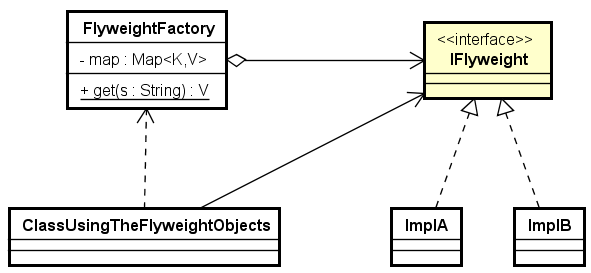 FlyweightFactory
- map : Map<K,V>
+ get(s : String) : V
<<interface>>
IFlyweight
ClassUsingTheFlyweightObjects
ImplA
ImplB